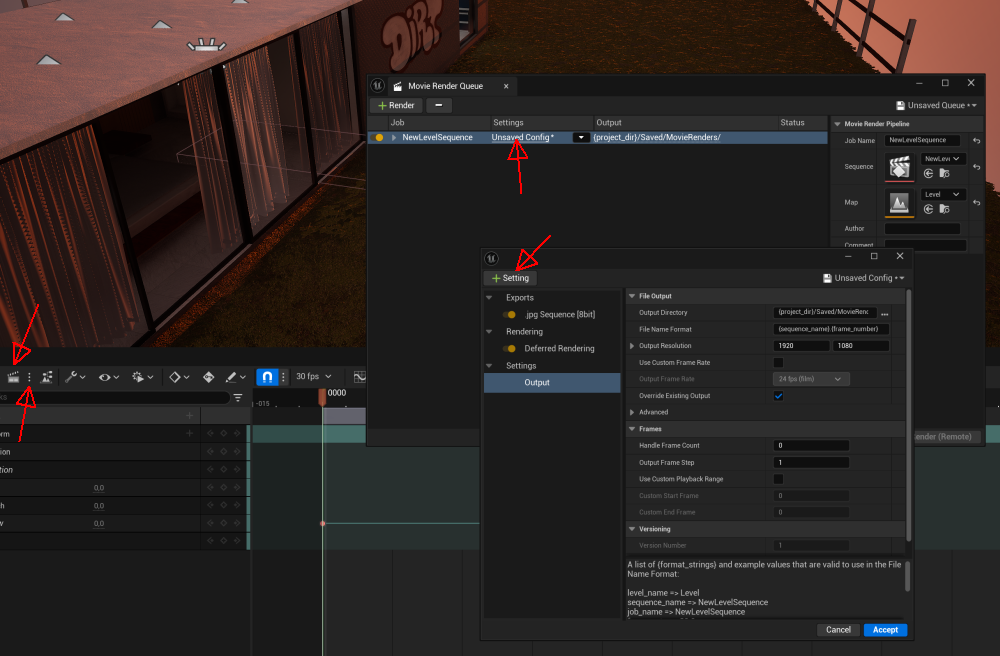 DiRT
Movie Render Queue
Render
Unsaved Queue *
Job
Settings
Output
Status
NewLevelSequence
Unsaved Config *
{project_dir}/Saved/MovieRenders/
Movie Render Pipeline
Job Name
NewLevelSequence
Sequence
NewLev
Map
Level
Author
Comment
Setting
Unsaved Config *
Exports
.jpg Sequence [8bit]
Rendering
Deferred Rendering
Settings
Output
File Output
Output Directory
{project_dir}/Saved/MovieRenc
...
File Name Format
{sequence_name}.{frame_number}
Output Resolution
1920
1080
Use Custom Frame Rate
Output Frame Rate
24 fps (film)
Override Existing Output
Advanced
Frames
Handle Frame Count
0
Output Frame Step
1
Use Custom Playback Range
Custom Start Frame
0
Custom End Frame
0
Versioning
Version Number
1
A list of {format_strings} and example values that are valid to use in the File
Name Format:
level_name => Level
sequence_name => NewLevelSequence
job_name => NewLevelSequence
Cancel
Accept
Render (Remote)
30 fps
0000
-015
orm
tion
ation
0,0
h
0,0
w
0,0